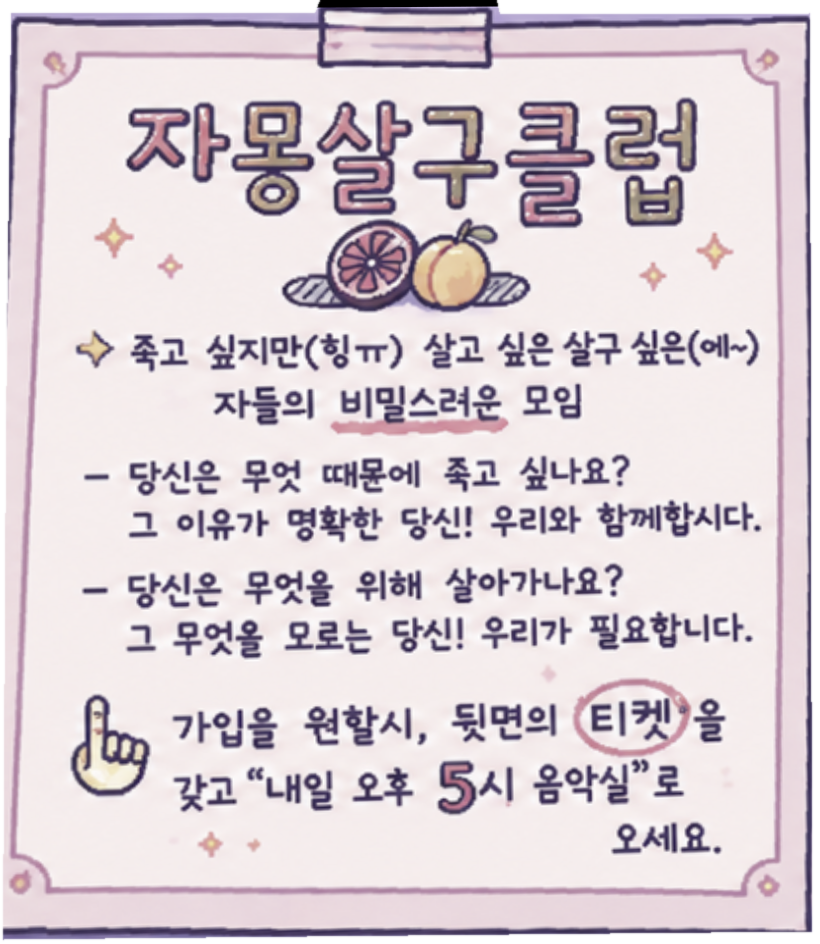 자몽살구클럽
죽고 싶지만(힝ㅠ) 살고 싶은 살구 싶은(에~)
자들의 비밀스러운 모임
- 당신은 무엇 때문에 죽고 싶나요?
그 이유가 명확한 당신! 우리와 함께합시다.
- 당신은 무엇을 위해 살아가나요?
그 무엇을 모로는 당신! 우리가 필요합니다.
가입을 원할시, 뒷면의 티켓을
갖고 “내일 오후 5시 음악실”로
오세요.